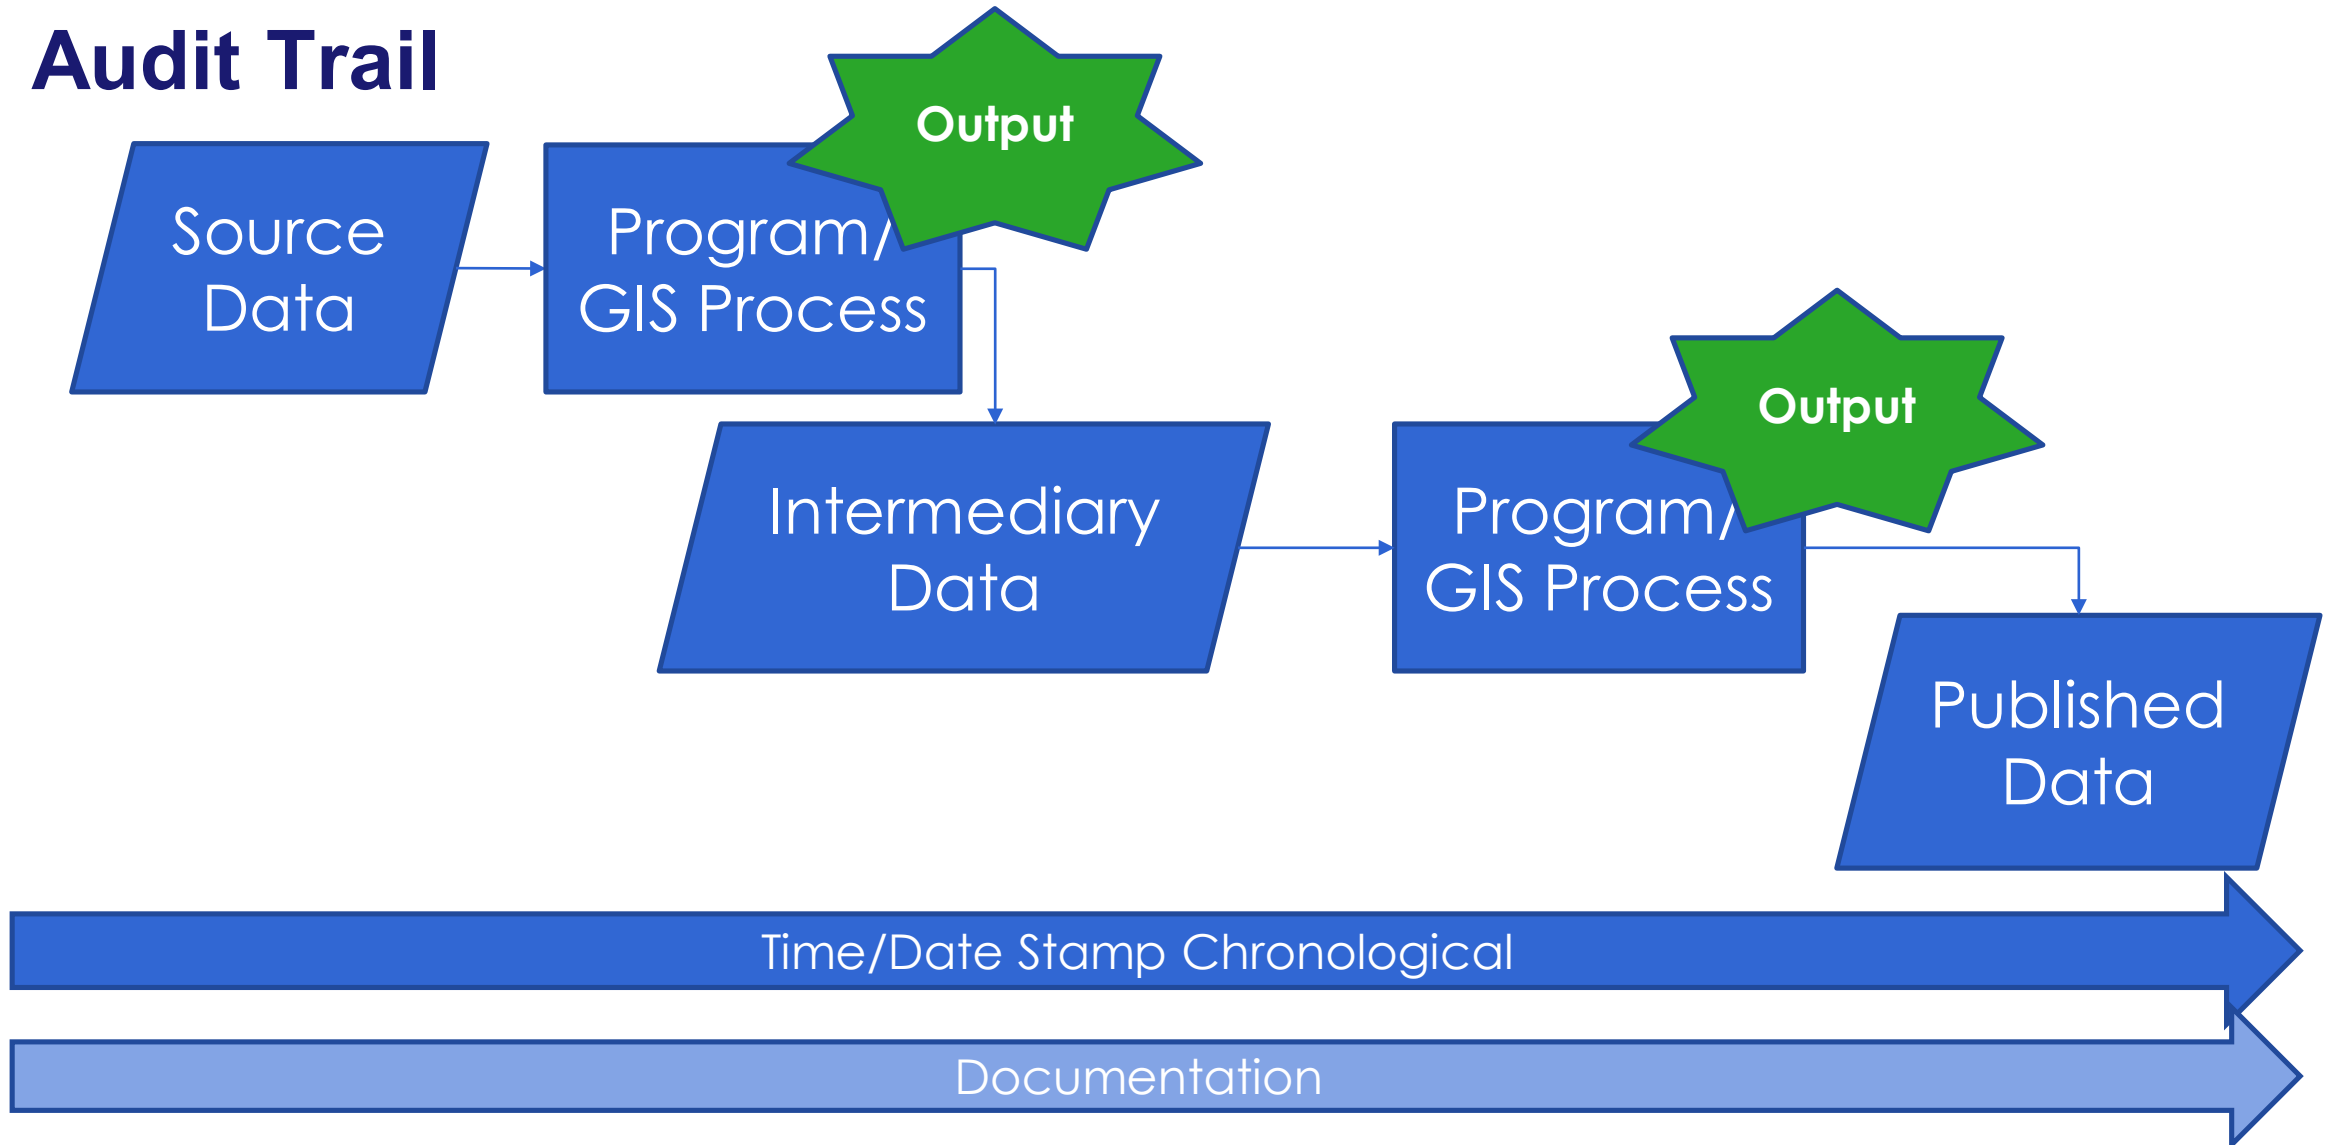 Audit Trail
Output
Source
Data
Program/
GIS Process
Output
Intermediary
Data
Program/
GIS Process
Published
Data
Time/Date Stamp Chronological
Documentation